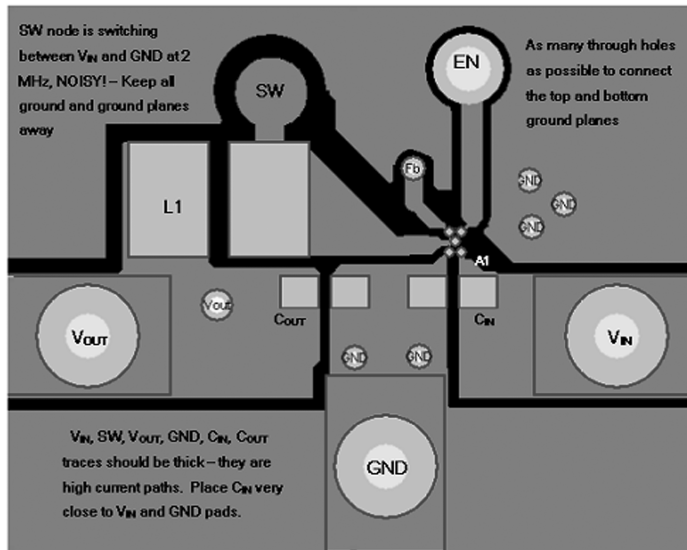 SW node is switching
between VIN and GND at 2
MHz, NOISY! – Keep all
ground and ground planes
away
SW
EN
As many through holes
as possible to connect
the top and bottom
ground planes
Fb
GND
GND
GND
L1
A1
Vout
COUT
CIN
VOUT
VIN
GND
GND
VIN, SW, VOUT, GND, CIN, COUT
traces should be thick – they are
high current paths. Place CIN very
close to VIN and GND pads.
GND